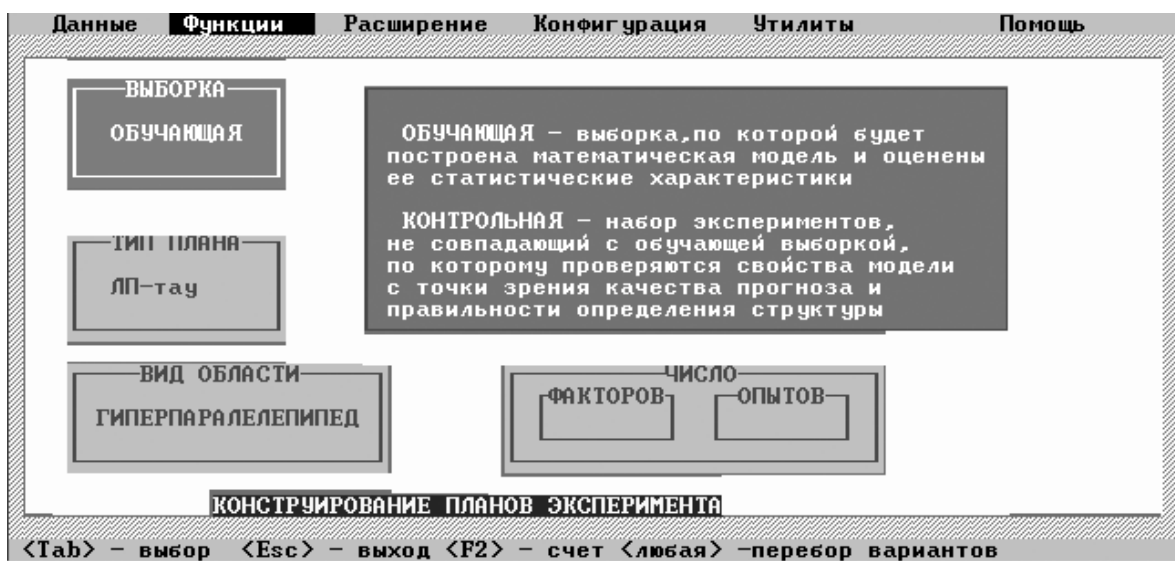 Данные Функции Расширение Конфигурация Утилиты Помощь
ВЫБОРКА
ОБУЧАЮЩАЯ
ОБУЧАЮЩАЯ – выборка,по которой будет
построена математическая модель и оценены
ее статистические характеристики
КОНТРОЛЬНАЯ – набор экспериментов,
не совпадающий с обучающей выборкой,
по которому проверяются свойства модели
с точки зрения качества прогноза и
правильности определения структуры
ТИП ПЛАНА
ЛП-тау
ВИД ОБЛАСТИ
ГИПЕРПАРАЛЕЛЕПИПЕД
ЧИСЛО
ФАКТОРОВ ОПЫТОВ
КОНСТРУИРОВАНИЕ ПЛАНОВ ЭКСПЕРИМЕНТА
<Tab> – выбор <Esc> – выход <F2> – счет <любая> –перебор вариантов